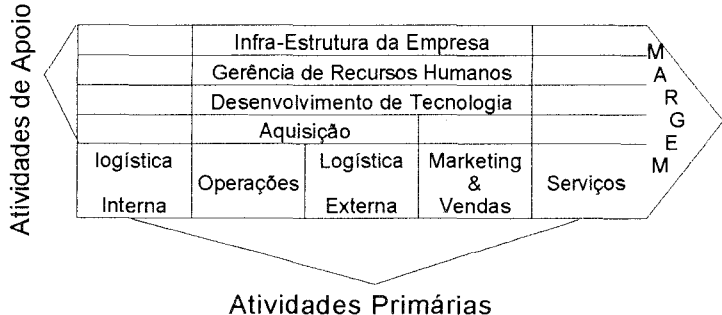 Atividades de Apoio
Infra-Estrutura da Empresa
Gerência de Recursos Humanos
Desenvolvimento de Tecnologia
Aquisição
logística
Interna
Operações
Logística
Externa
Marketing
&
Vendas
Serviços
MARGEM
Atividades Primárias